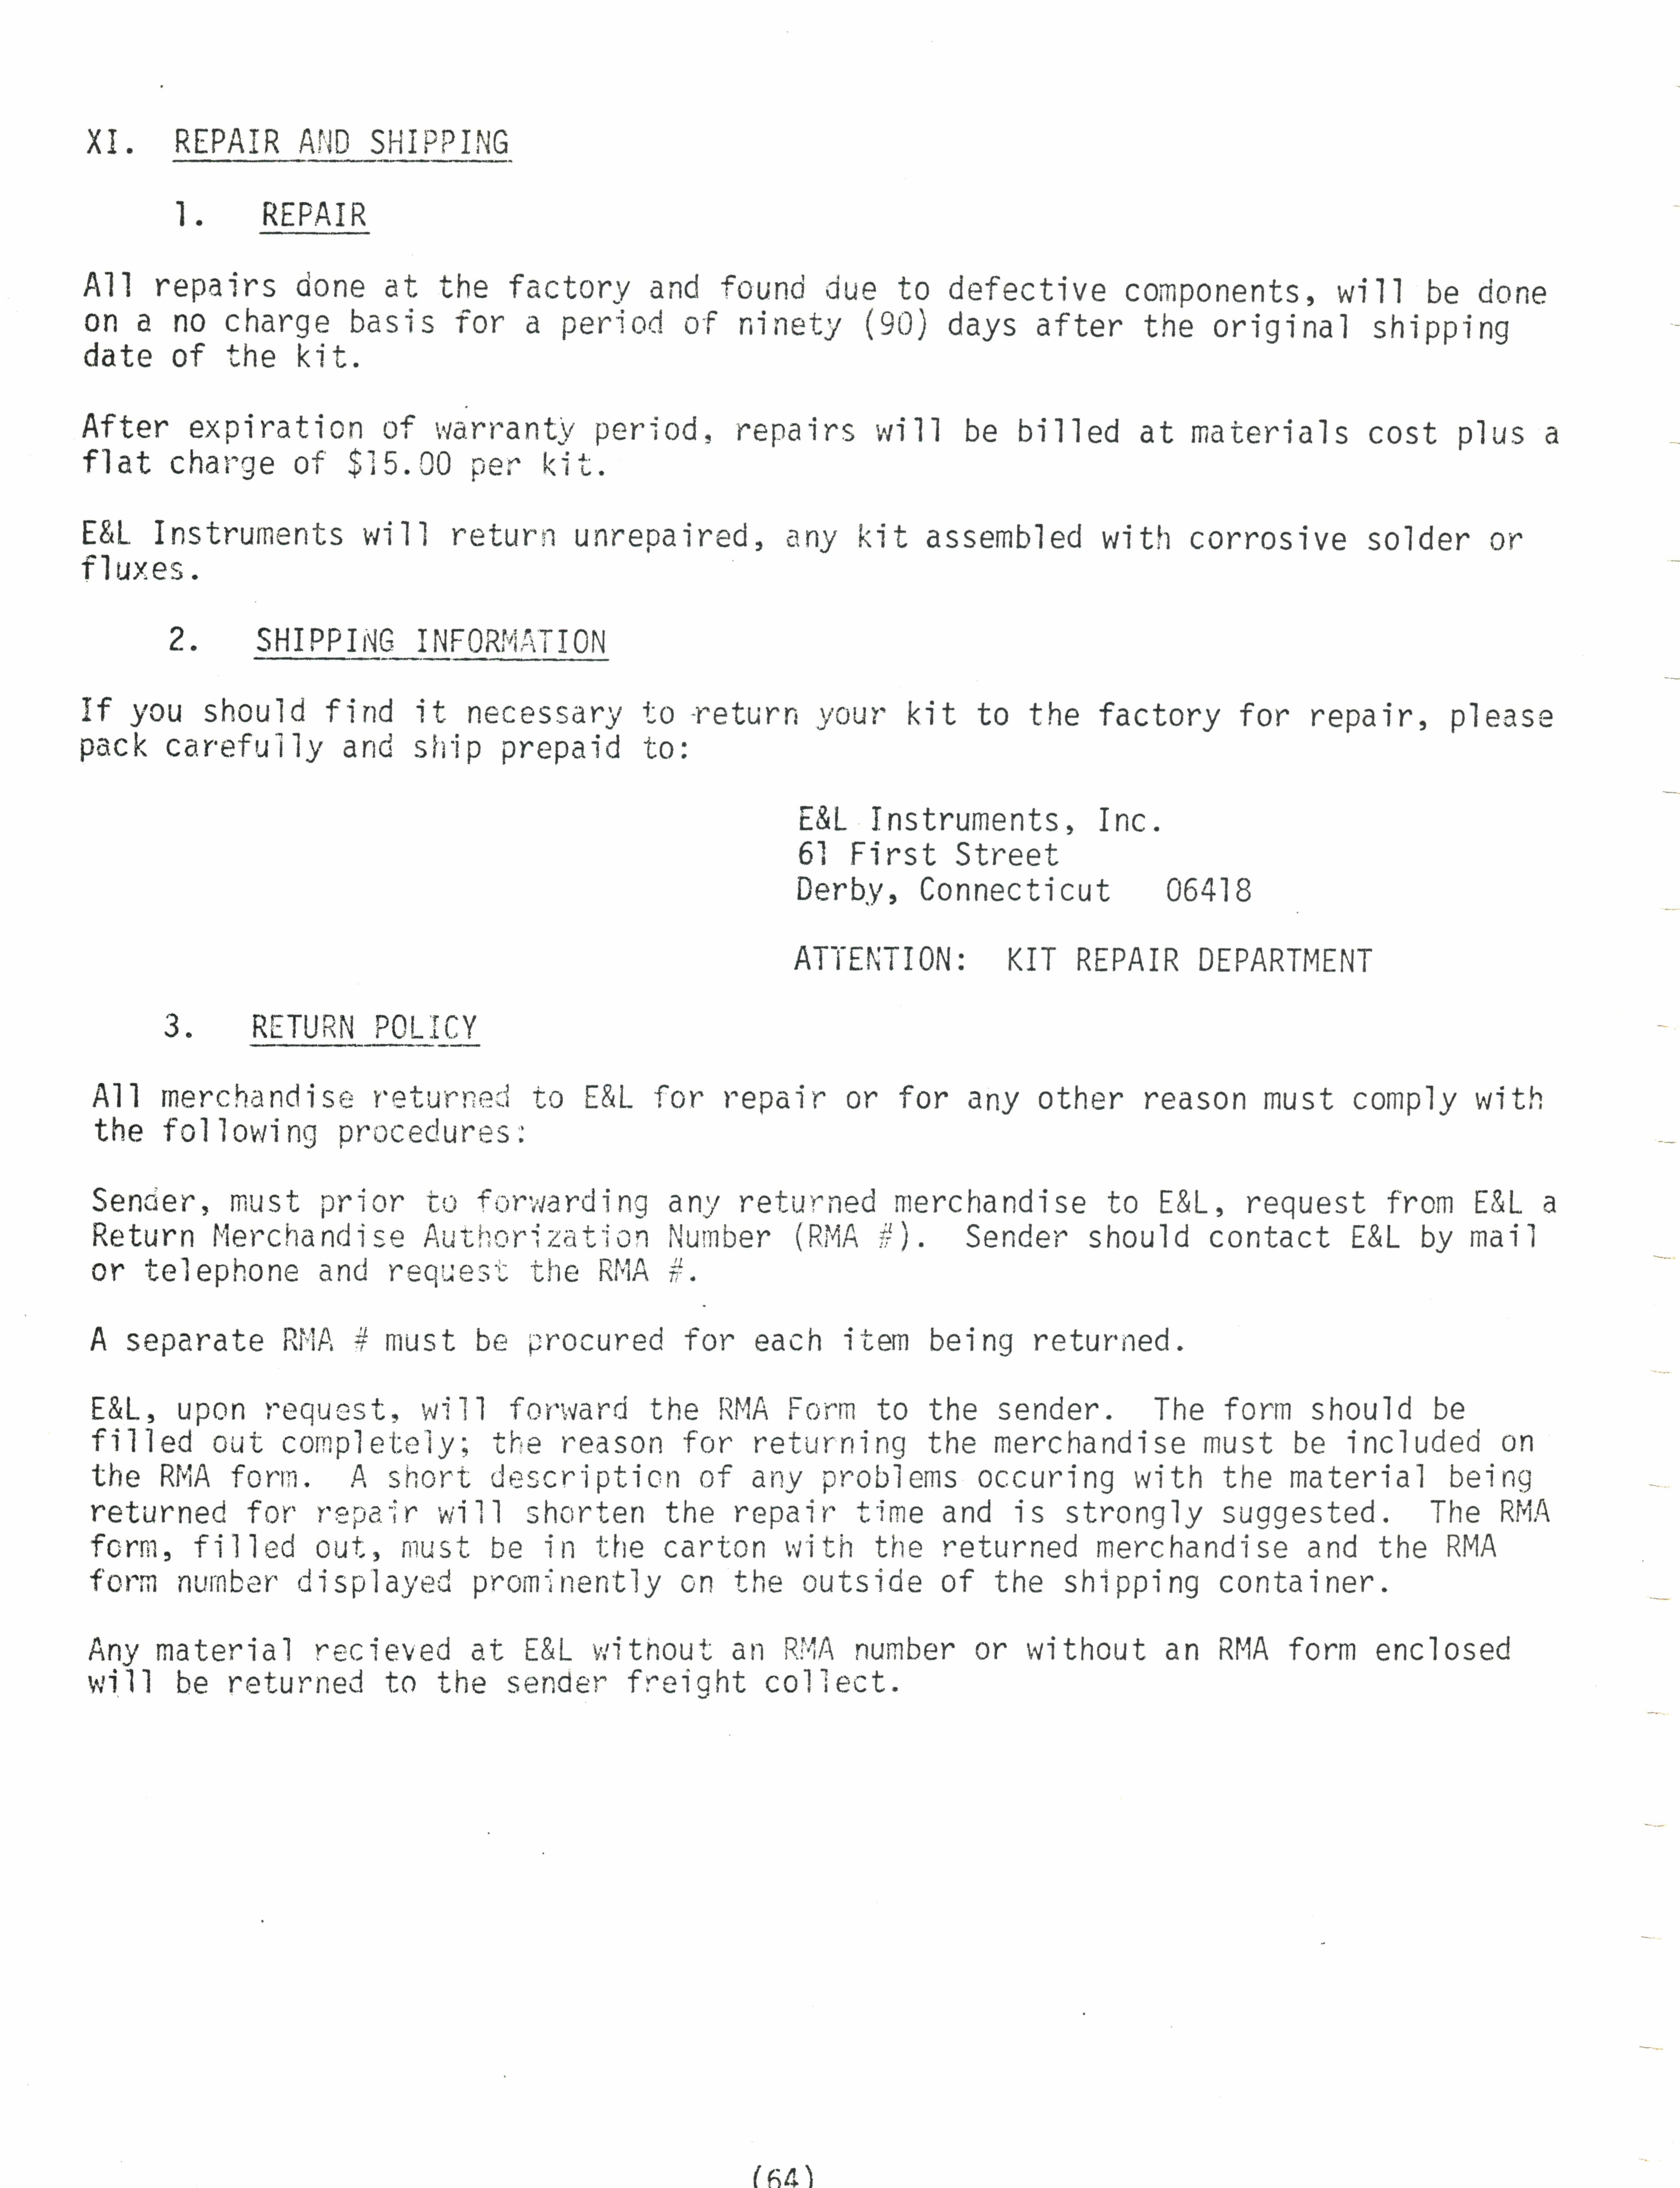 XI. REPAIR AND SHIPPING
1. REPAIR
All repairs done at the factory and found due to defective components, will be done
on a no charge basis for a period of ninety (90) days after the original shipping
date of the kit.
After expiration of warranty period, repairs will be billed at materials cost plus a
flat charge of $15.00 per kit.
E&L Instruments will return unrepaired, any kit assembled with corrosive solder or
fluxes.
2. SHIPPING INFORMATION
If you should find it necessary to return your kit to the factory for repair, please
pack carefully and ship prepaid to:
E&L Instruments, Inc.
61 First Street
Derby, Connecticut 06418
ATTENTION: KIT REPAIR DEPARTMENT
3. RETURN POLICY
All merchandise returned to E&L for repair or for any other reason must comply with
the following procedures:
Sender, must prior to forwarding any returned merchandise to E&L, request from E&L a
Return Merchandise Authorization Number (RMA #). Sender should contact E&L by mail
or telephone and request the RMA #.
A separate RMA # must be procured for each item being returned.
E&L, upon request, will forward the RMA Form to the sender. The form should be
filled out completely; the reason for returning the merchandise must be included on
the RMA form. A short description of any problems occuring with the material being
returned for repair will shorten the repair time and is strongly suggested. The RMA
form, filled out, must be in the carton with the returned merchandise and the RMA
form number displayed prominently on the outside of the shipping container.
Any material recieved at E&L without an RMA number or without an RMA form enclosed
will be returned to the sender freight collect.
(64)